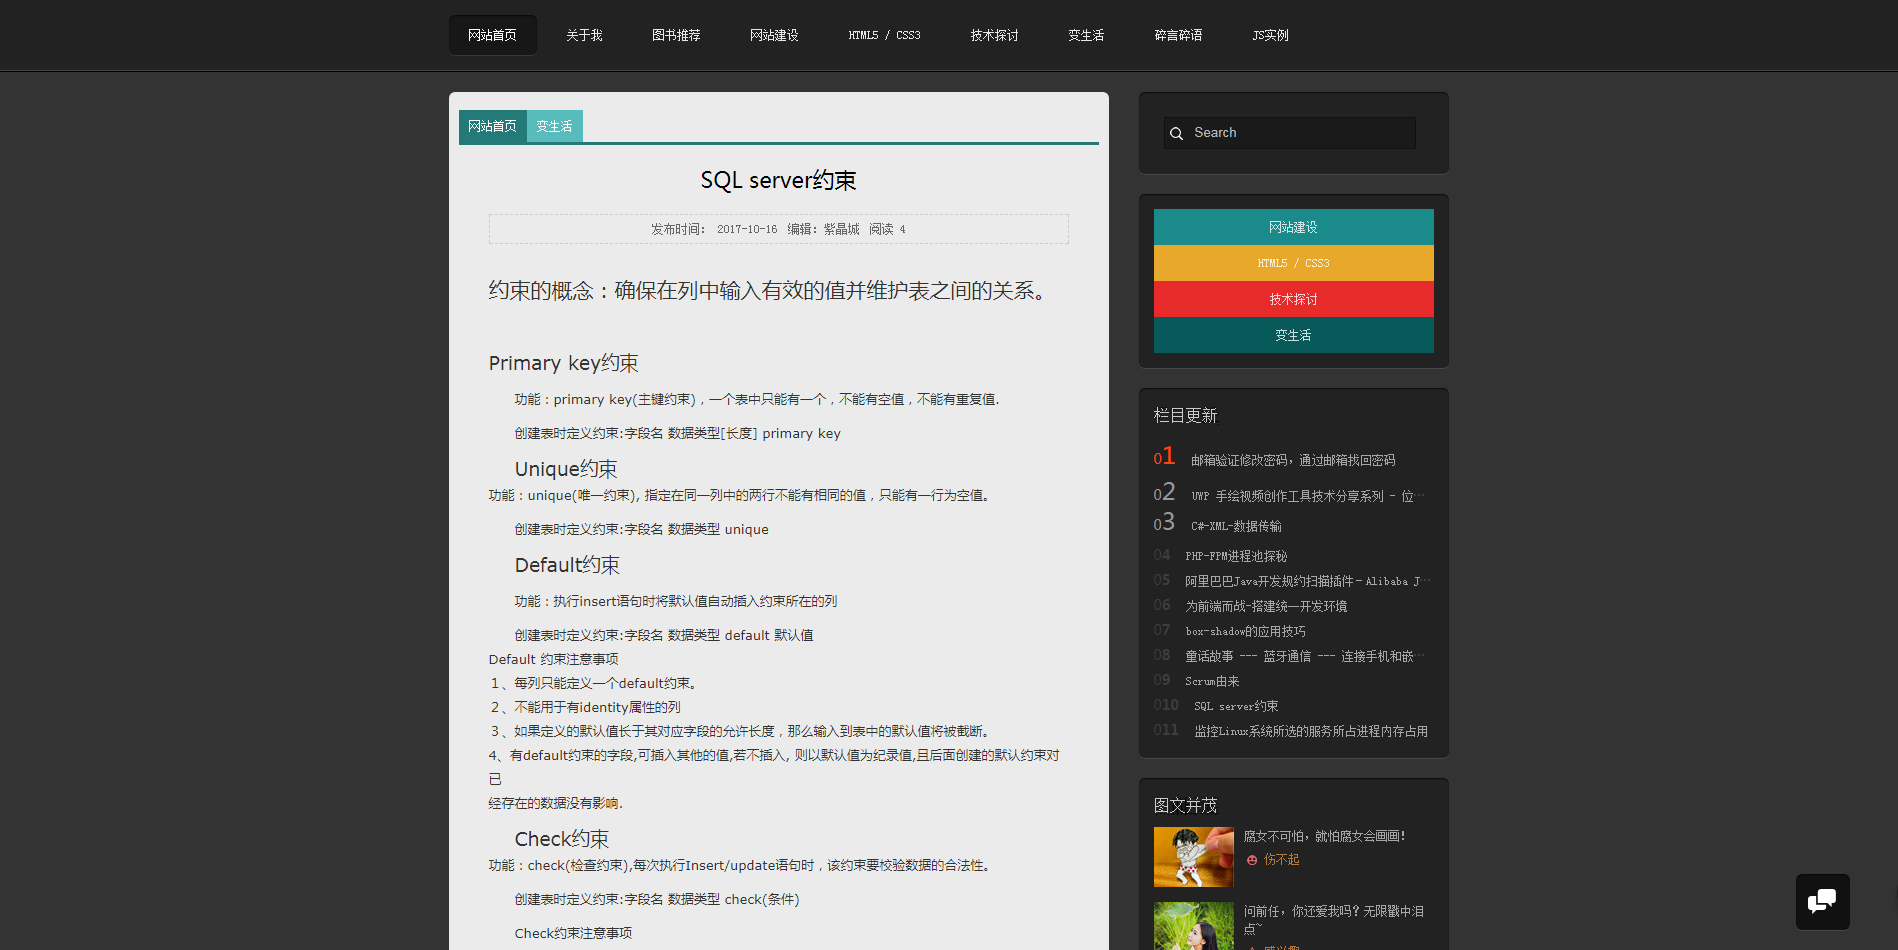 网站首页 关于我 图书推荐 网站建设 HTML5 / CSS3 技术探讨 变生活 碎言碎语 JS实例
网站首页 变生活
SQL server约束
发布时间： 2017-10-16 编辑：紫晶城 阅读 4
约束的概念：确保在列中输入有效的值并维护表之间的关系。
Primary key约束
功能：primary key(主键约束)，一个表中只能有一个，不能有空值，不能有重复值.
创建表时定义约束:字段名 数据类型[长度] primary key
Unique约束
功能：unique(唯一约束), 指定在同一列中的两行不能有相同的值，只能有一行为空值。
创建表时定义约束:字段名 数据类型 unique
Default约束
功能：执行insert语句时将默认值自动插入约束所在的列
创建表时定义约束:字段名 数据类型 default 默认值
Default 约束注意事项
1、每列只能定义一个default约束。
2、不能用于有identity属性的列
3、如果定义的默认值长于其对应字段的允许长度，那么输入到表中的默认值将被截断。
4、有default约束的字段,可插入其他的值,若不插入, 则以默认值为纪录值,且后面创建的默认约束对
已
经存在的数据没有影响.
Check约束
功能：check(检查约束),每次执行Insert/update语句时，该约束要校验数据的合法性。
创建表时定义约束:字段名 数据类型 check(条件)
Check约束注意事项
Search
网站建设
HTML5 / CSS3
技术探讨
变生活
栏目更新
01 邮箱验证修改密码，通过邮箱找回密码
02 UWP 手绘视频创作工具技术分享系列 - 位…
03 C#-XML-数据传输
04 PHP-FPM进程池探秘
05 阿里巴巴Java开发规约扫描插件－Alibaba J…
06 为前端而战-搭建统一开发环境
07 box-shadow的应用技巧
08 童话故事 --- 蓝牙通信 --- 连接手机和嵌…
09 Scrum由来
010 SQL server约束
011 监控Linux系统所选的服务所占进程内存占用
图文并茂
腐女不可怕，就怕腐女会画画！
伤不起
问前任，你还爱我吗？无限戳中泪
点~